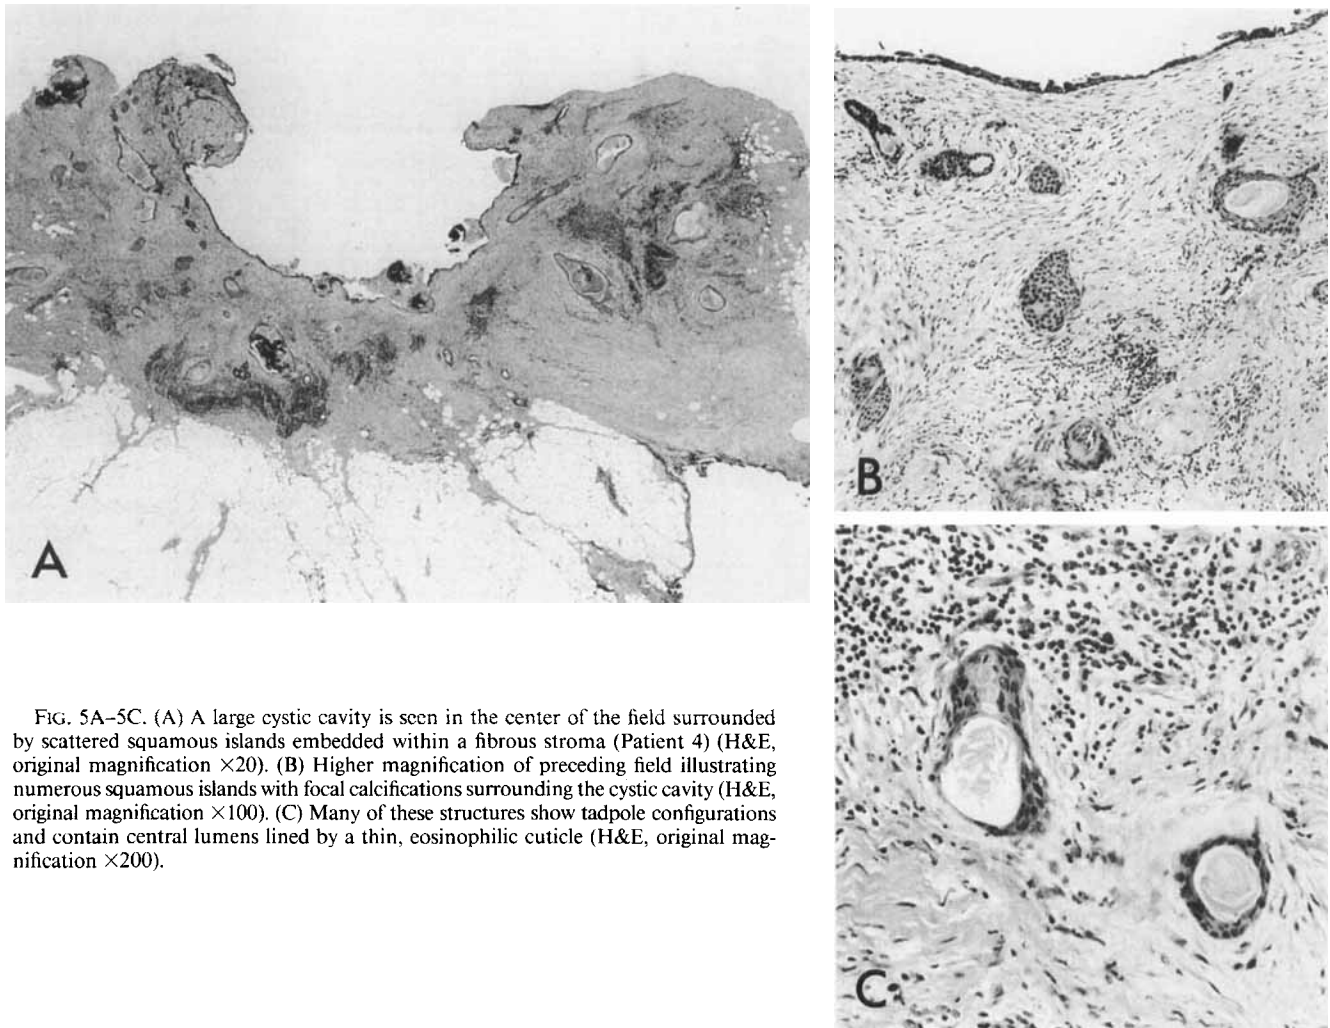 A
B
C
FIG. 5A–5C. (A) A large cystic cavity is seen in the center of the field surrounded
by scattered squamous islands embedded within a fibrous stroma (Patient 4) (H&E,
original magnification ×20). (B) Higher magnification of preceding field illustrating
numerous squamous islands with focal calcifications surrounding the cystic cavity (H&E,
original magnification ×100). (C) Many of these structures show tadpole configurations
and contain central lumens lined by a thin, eosinophilic cuticle (H&E, original mag-
nification ×200).